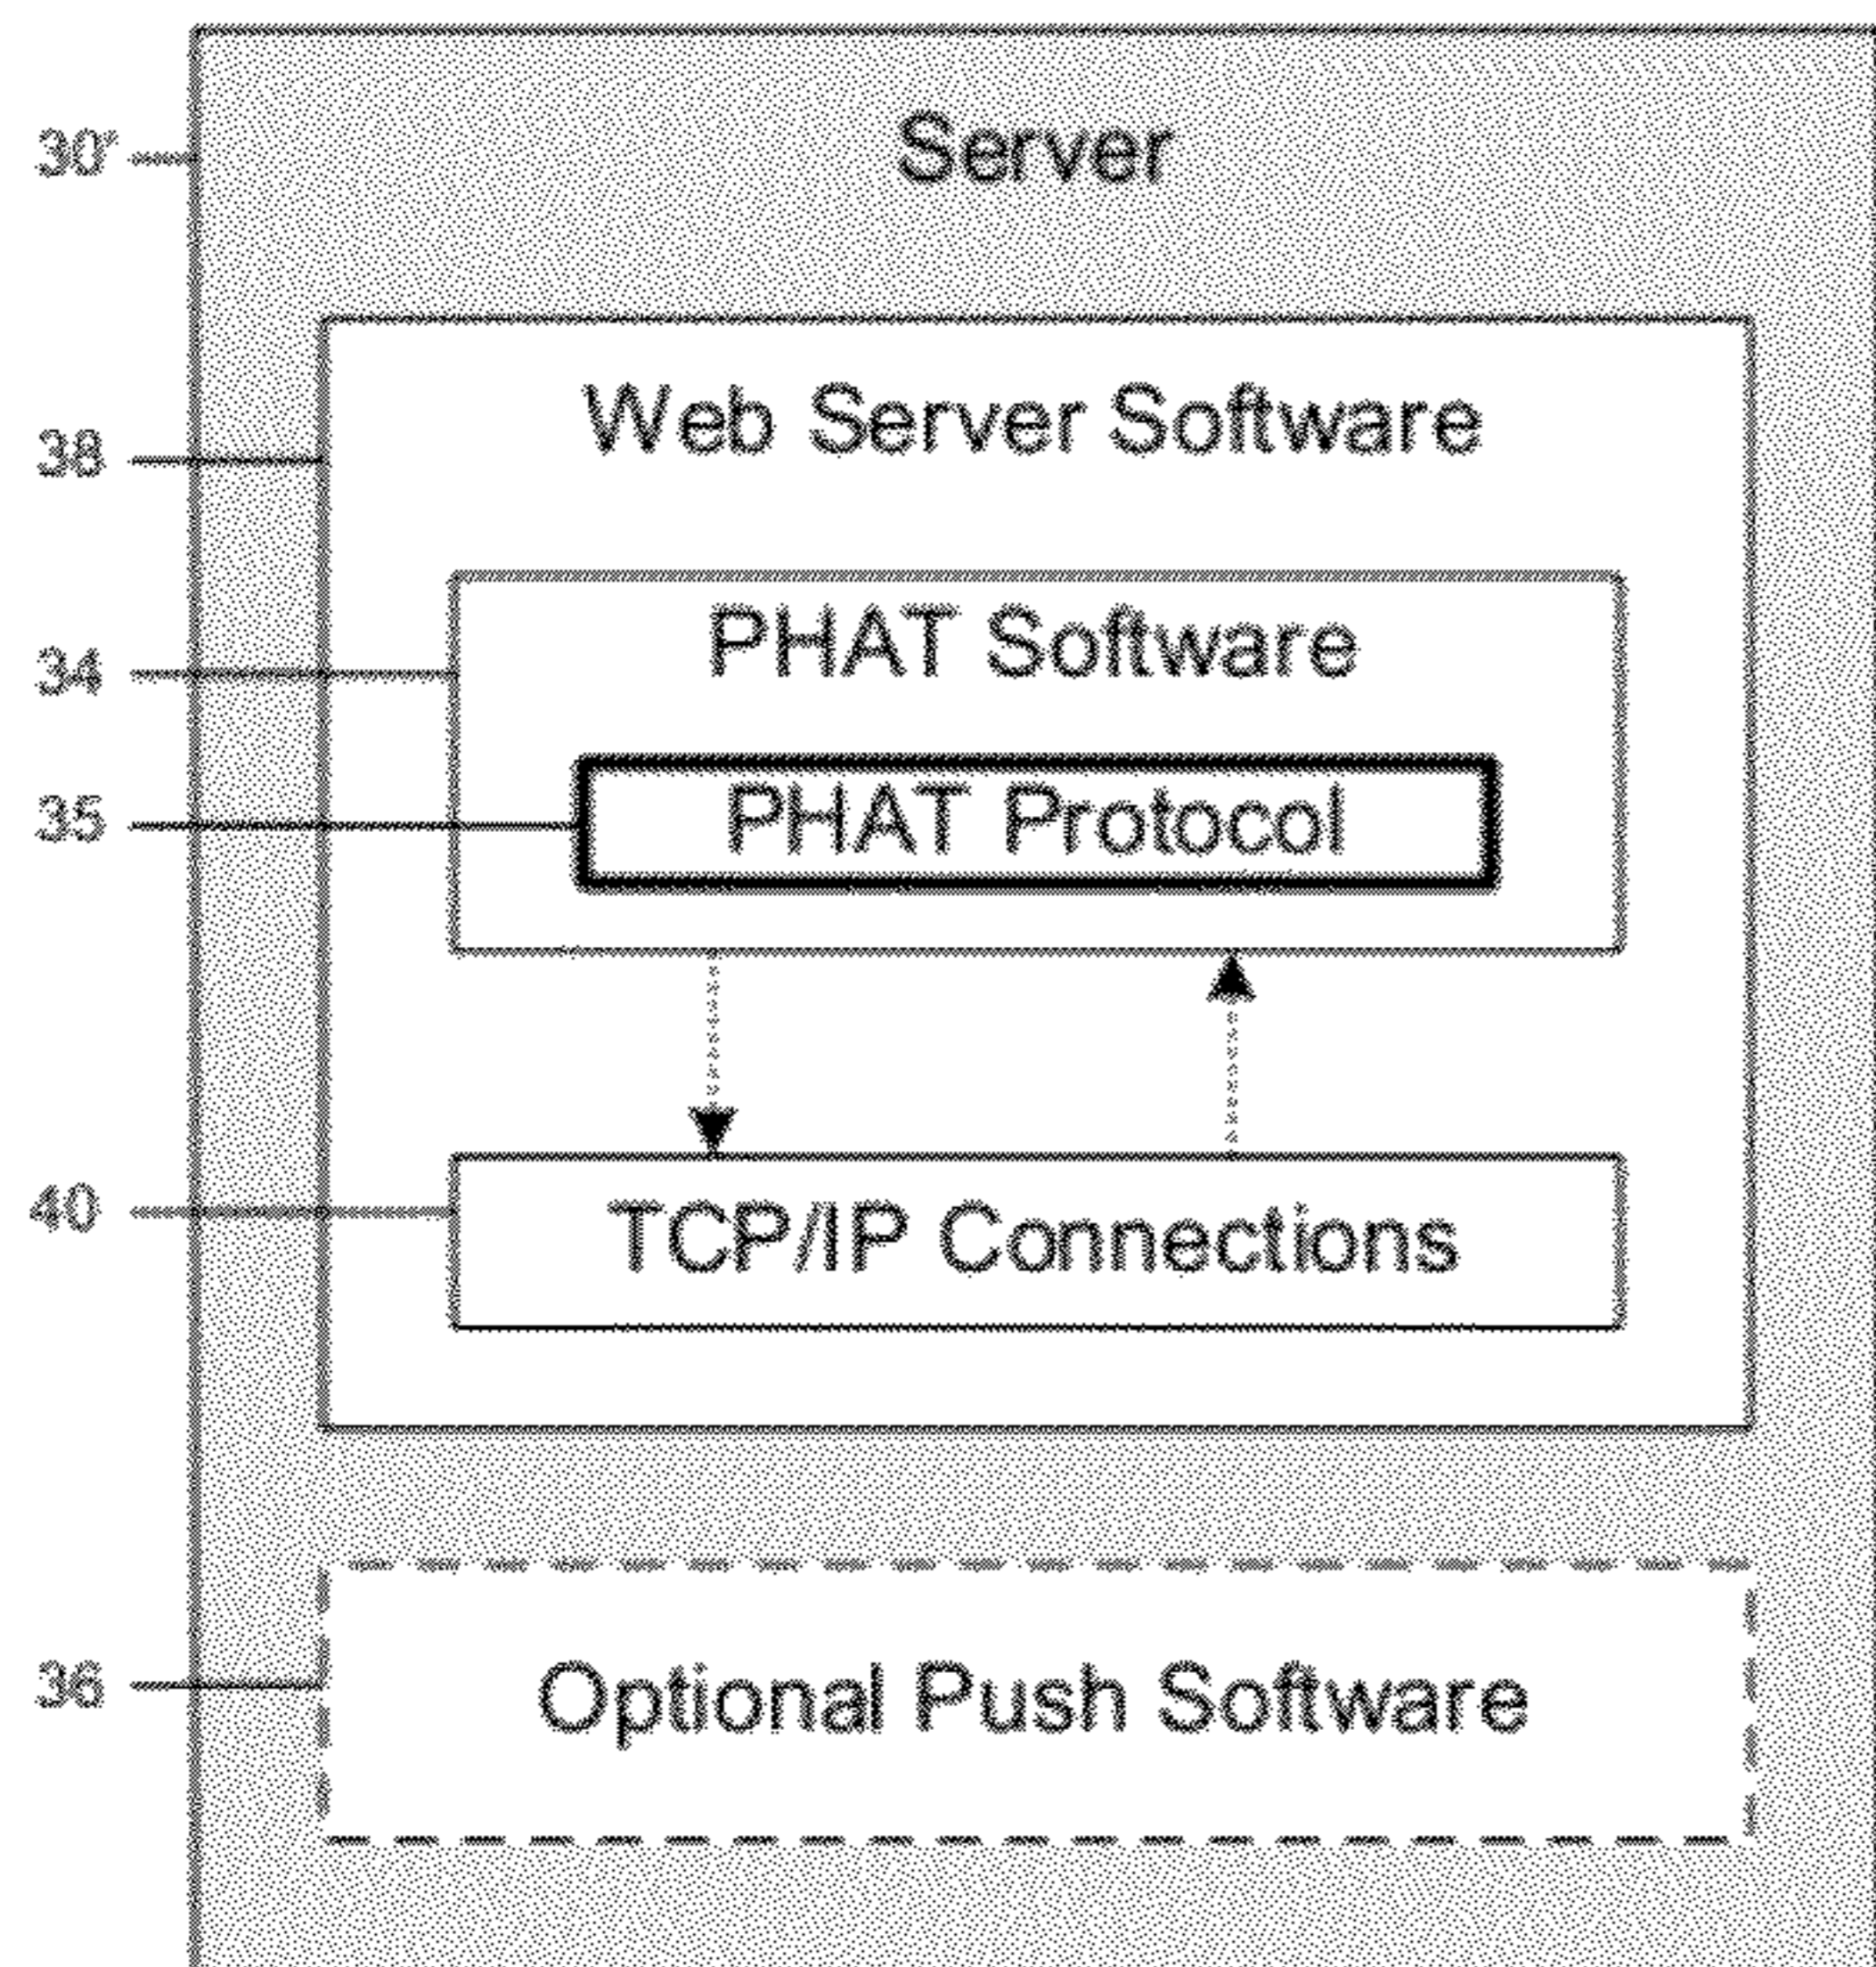 30' Server
38 Web Server Software
34 PHAT Software
35 PHAT Protocol
40 TCP/IP Connections
36 Optional Push Software